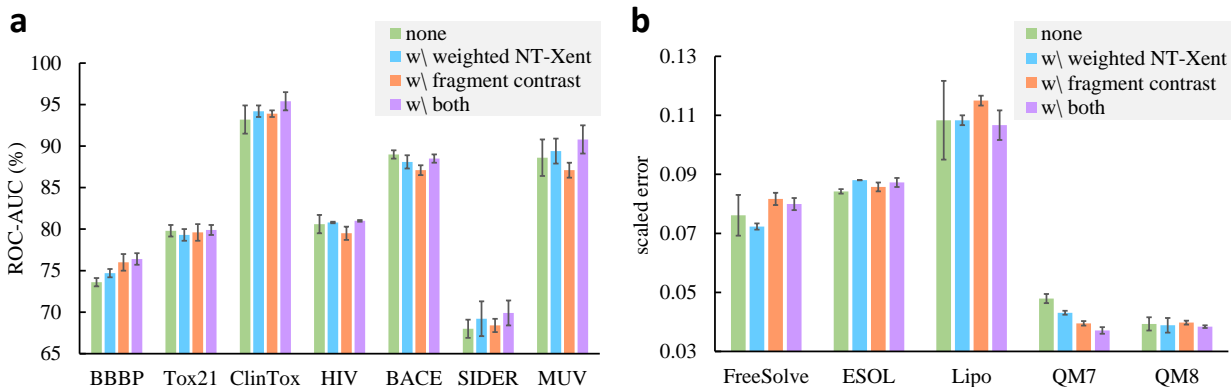 a
none
w\ weighted NT-Xent
w\ fragment contrast
w\ both
ROC-AUC (%)
100
95
90
85
80
75
70
65
BBBP Tox21 ClinTox HIV BACE SIDER MUV
b
none
w\ weighted NT-Xent
w\ fragment contrast
w\ both
scaled error
0.13
0.11
0.09
0.07
0.05
0.03
FreeSolve ESOL Lipo QM7 QM8